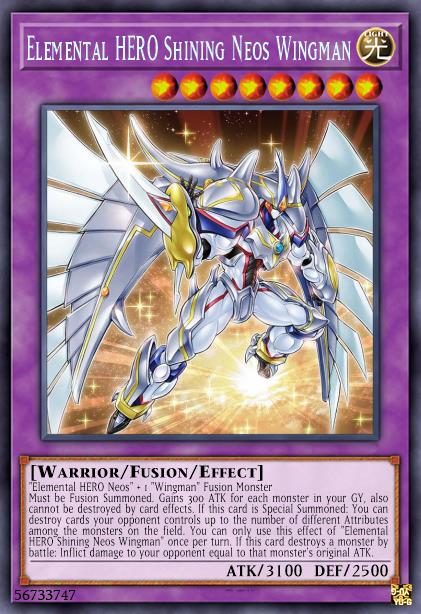 Elemental HERO Shining Neos Wingman
LIGHT
光
[Warrior/Fusion/Effect]
"Elemental HERO Neos" + 1 "Wingman" Fusion Monster
Must be Fusion Summoned. Gains 300 ATK for each monster in your GY, also
cannot be destroyed by card effects. If this card is Special Summoned: You can
destroy cards your opponent controls up to the number of different Attributes
among the monsters on the field. You can only use this effect of "Elemental
HERO Shining Neos Wingman" once per turn. If this card destroys a monster by
battle: Inflict damage to your opponent equal to that monster's original ATK.
ATK/3100 DEF/2500
56733747